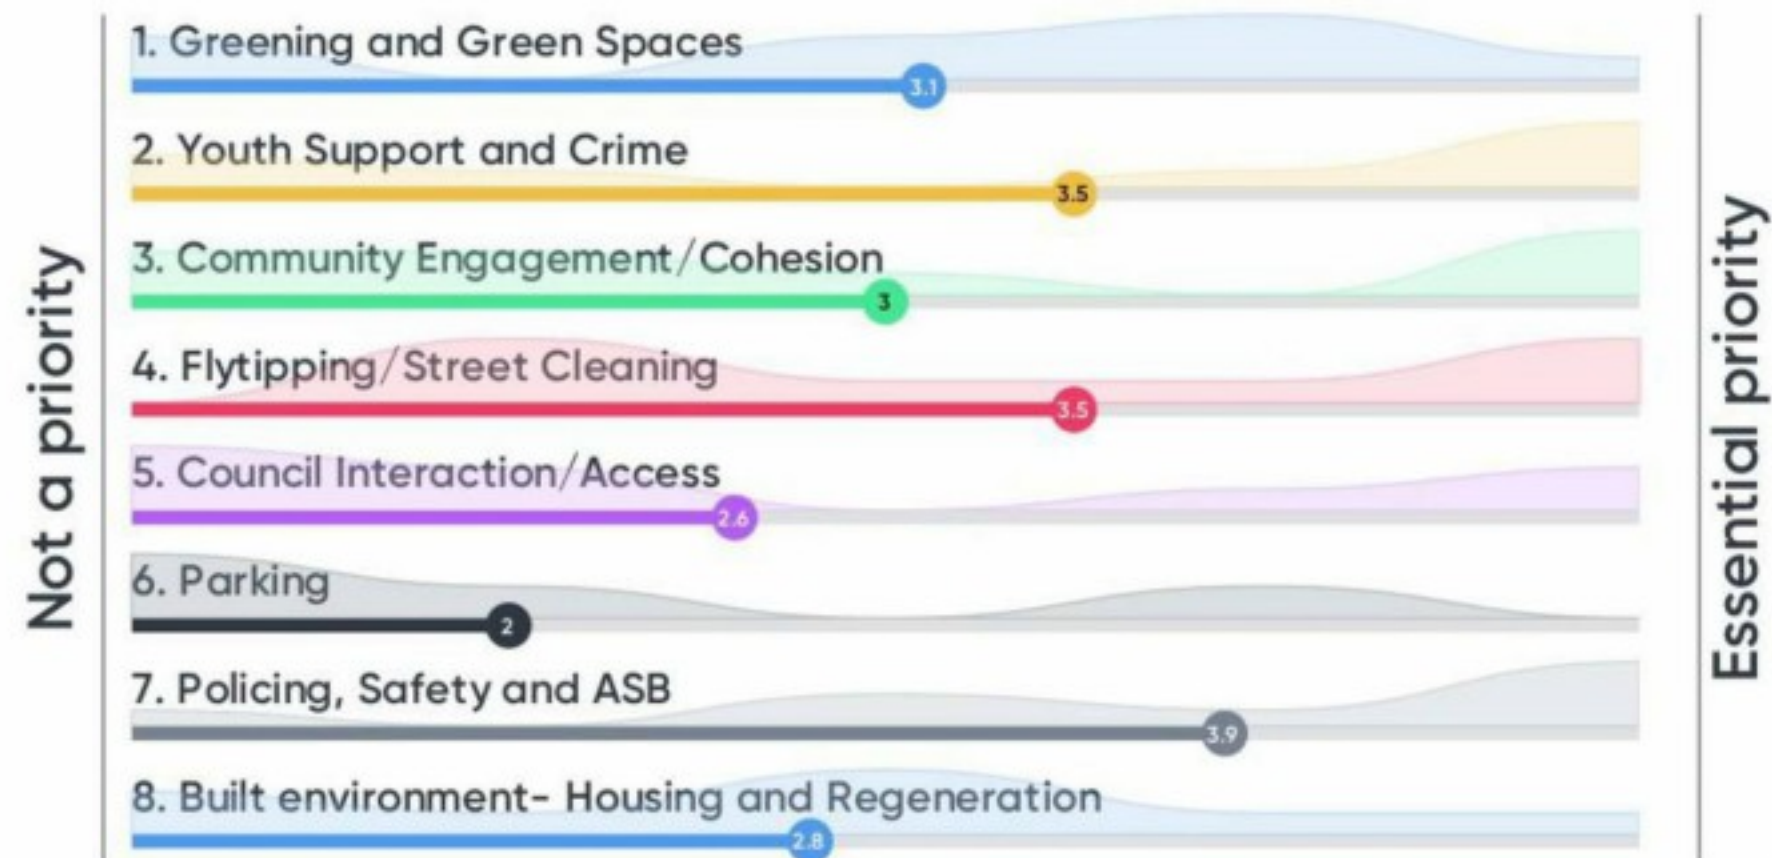 Not a priority
1. Greening and Green Spaces
3.1
2. Youth Support and Crime
3.5
3. Community Engagement/Cohesion
3
4. Flytipping/Street Cleaning
3.5
5. Council Interaction/Access
2.6
6. Parking
2
7. Policing, Safety and ASB
3.9
8. Built environment- Housing and Regeneration
2.8
Essential priority